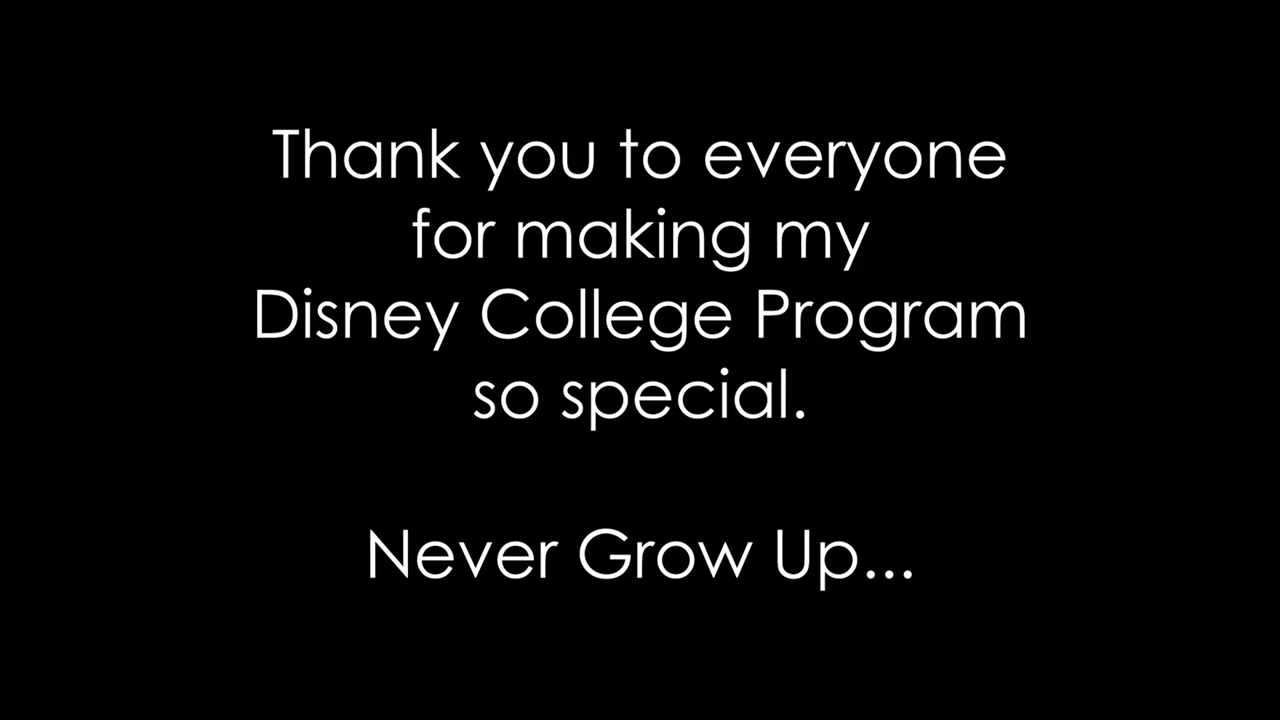 Thank you to everyone
for making my
Disney College Program
so special.
Never Grow Up...